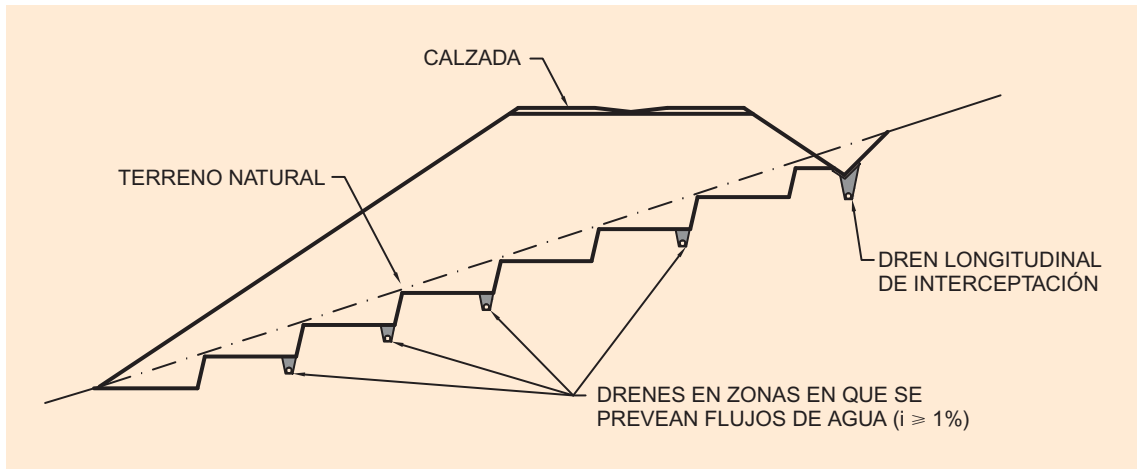 CALZADA
TERRENO NATURAL
DREN LONGITUDINAL
DE INTERCEPTACIÓN
DRENES EN ZONAS EN QUE SE
PREVEAN FLUJOS DE AGUA (i ⩾ 1%)